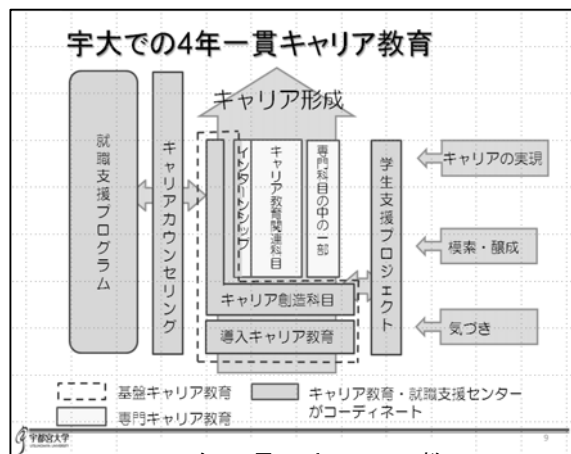 宇大での4年一貫キャリア教育
キャリア形成
就職支援プログラム
キャリアカウンセリング
インターンシップ
キャリア教育関連科目
専門科目の中の一部
学生支援プロジェクト
キャリアの実現
模索・醸成
気づき
キャリア創造科目
導入キャリア教育
基盤キャリア教育
専門キャリア教育
キャリア教育・就職支援センター
がコーディネート
宇都宮大学
9